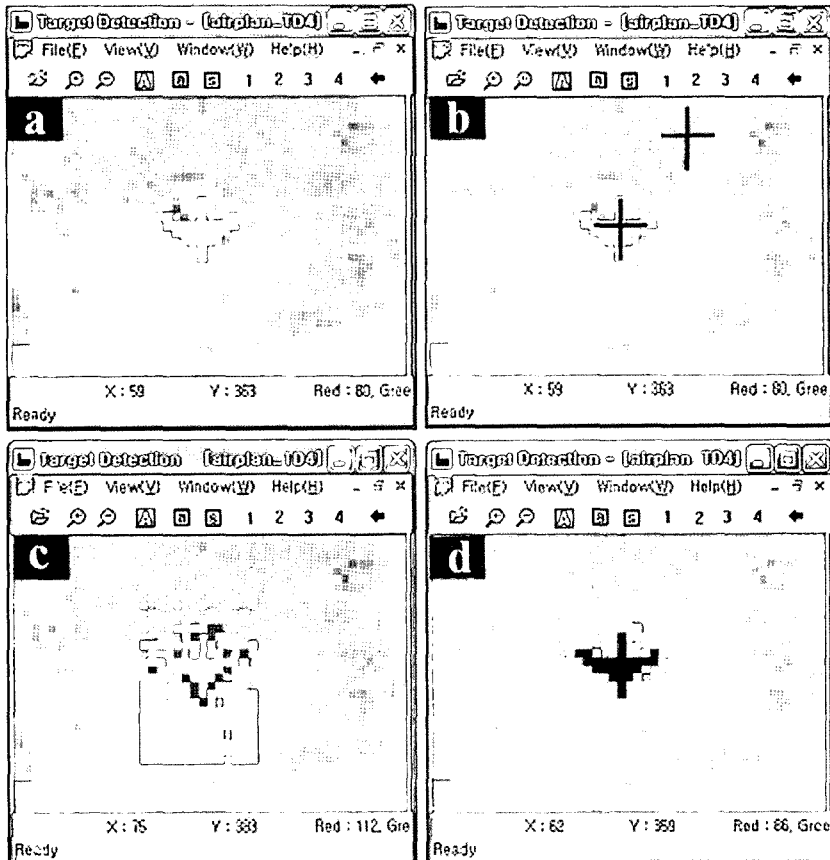 Target Detection - [airplan_TD4]
File(F) View(V) Window(W) Help(H)
A a s 1 2 3 4
a
X : 59 Y : 363 Red : 80, Gree
Ready
Target Detection - [airplan_TD4]
File(F) View(V) Window(W) Help(H)
A a s 1 2 3 4
b
X : 59 Y : 363 Red : 80, Gree
Ready
Target Detection [airplan_TD4]
File(F) View(V) Window(W) Help(H)
A a s 1 2 3 4
c
X : 75 Y : 383 Red : 112, Gre
Ready
Target Detection - [airplan_TD4]
File(F) View(V) Window(W) Help(H)
A a s 1 2 3 4
d
X : 62 Y : 359 Red : 86, Gree
Ready